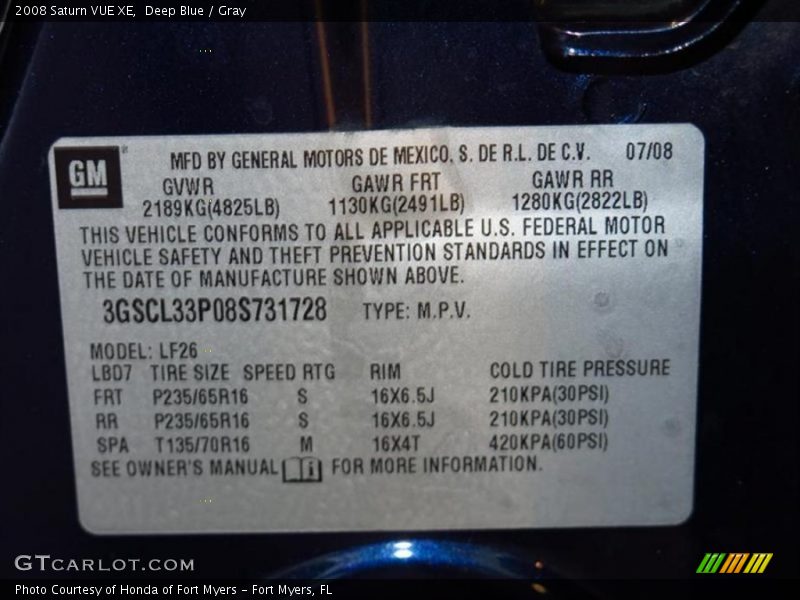 2008 Saturn VUE XE, Deep Blue / Gray
GM
MFD BY GENERAL MOTORS DE MEXICO, S. DE R.L. DE C.V. 07/08
GVWR GAWR FRT GAWR RR
2189KG(4825LB) 1130KG(2491LB) 1280KG(2822LB)
THIS VEHICLE CONFORMS TO ALL APPLICABLE U.S. FEDERAL MOTOR
VEHICLE SAFETY AND THEFT PREVENTION STANDARDS IN EFFECT ON
THE DATE OF MANUFACTURE SHOWN ABOVE.
3GSCL33P08S731728 TYPE: M.P.V.
MODEL: LF26
LBD7 TIRE SIZE SPEED RTG RIM COLD TIRE PRESSURE
FRT P235/65R16 S 16X6.5J 210KPA(30PSI)
RR P235/65R16 S 16X6.5J 210KPA(30PSI)
SPA T135/70R16 M 16X4T 420KPA(60PSI)
SEE OWNER'S MANUAL FOR MORE INFORMATION.
GTCARLOT.COM
Photo Courtesy of Honda of Fort Myers - Fort Myers, FL